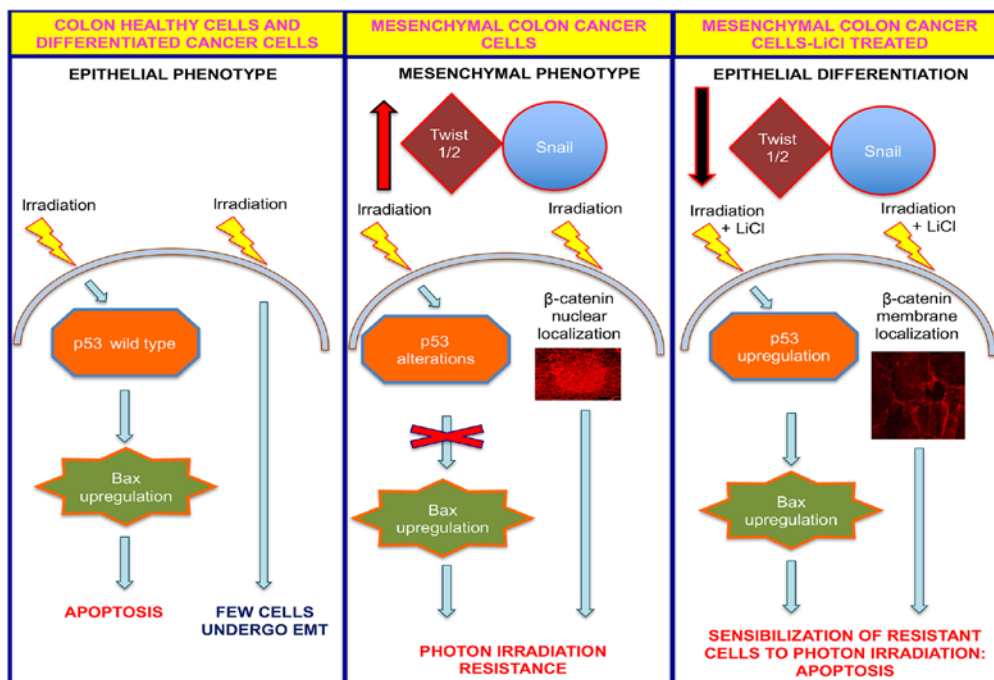 COLON HEALTHY CELLS AND
DIFFERENTIATED CANCER CELLS
EPITHELIAL PHENOTYPE
Irradiation
Irradiation
p53 wild type
Bax
upregulation
APOPTOSIS
FEW CELLS
UNDERGO EMT
MESENCHYMAL COLON CANCER
CELLS
MESENCHYMAL PHENOTYPE
Twist
1/2
Snail
Irradiation
Irradiation
p53
alterations
β-catenin
nuclear
localization
Bax
upregulation
PHOTON IRRADIATION
RESISTANCE
MESENCHYMAL COLON CANCER
CELLS-LiCl TREATED
EPITHELIAL DIFFERENTIATION
Twist
1/2
Snail
Irradiation
+ LiCl
Irradiation
+ LiCl
p53
upregulation
β-catenin
membrane
localization
Bax
upregulation
SENSIBILIZATION OF RESISTANT
CELLS TO PHOTON IRRADIATION:
APOPTOSIS